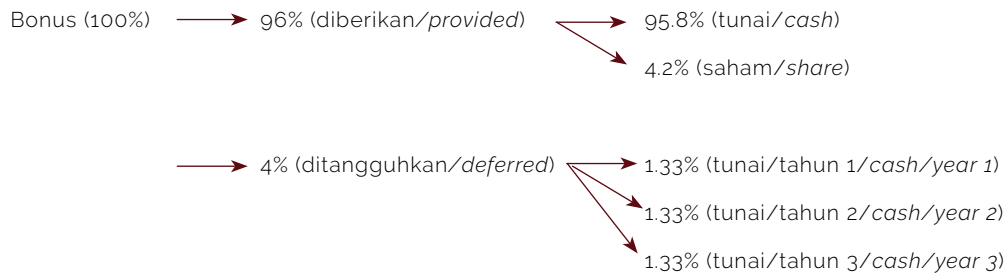 Bonus (100%) 96% (diberikan/provided) 95.8% (tunai/cash)
4.2% (saham/share)
4% (ditangguhkan/deferred) 1.33% (tunai/tahun 1/cash/year 1)
1.33% (tunai/tahun 2/cash/year 2)
1.33% (tunai/tahun 3/cash/year 3)